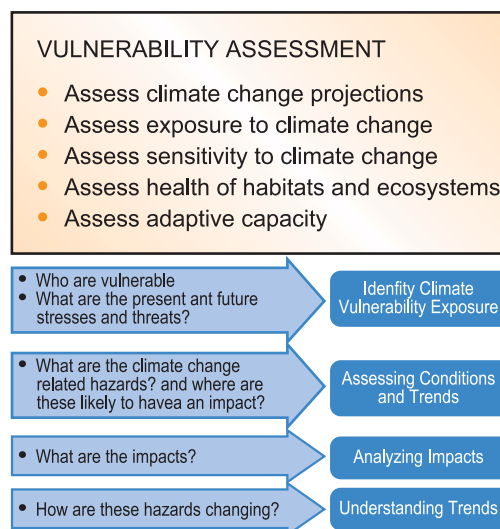 VULNERABILITY ASSESSMENT
• Assess climate change projections
• Assess exposure to climate change
• Assess sensitivity to climate change
• Assess health of habitats and ecosystems
• Assess adaptive capacity
• Who are vulnerable
• What are the present ant future
stresses and threats?
Idenfity Climate
Vulnerability Exposure
• What are the climate change
related hazards? and where are
these likely to havea an impact?
Assessing Conditions
and Trends
• What are the impacts?
Analyzing Impacts
• How are these hazards changing?
Understanding Trends